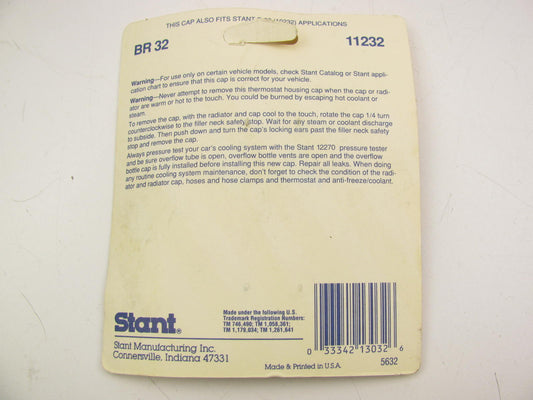 THIS CAP ALSO FITS STANT (10232) APPLICATIONS
BR 32
11232
Warning—For use only on certain vehicle models, check Stant Catalog or Stant appli-
cation chart to ensure that this cap is correct for your vehicle.
Warning—Never attempt to remove this thermostat housing cap when the cap or radi-
ator are warm or hot to the touch. You could be burned by escaping hot coolant or
steam.
To remove the cap, with the radiator and cap cool to the touch, rotate the cap 1/4 turn
counterclockwise to the filler neck safety stop. Wait for any steam or coolant discharge
to subside. Then push down and turn the cap's locking ears past the filler neck safety
stop and remove the cap.
Always pressure test your car's cooling system with the Stant 12270 pressure tester
and be sure overflow tube is open, overflow bottle vents are open and the overflow
bottle cap is fully installed before installing this new cap. Repair all leaks. When doing
any routine cooling system maintenance, don't forget to check the condition of the radi-
ator and radiator cap, hoses and hose clamps and thermostat and anti-freeze/coolant.
Stant®
Stant Manufacturing Inc.
Connersville, Indiana 47331
Made under the following U.S.
Trademark Registration Numbers:
TM 746,490; TM 1,058,361;
TM 1,179,034; TM 1,261,641
0 33342 13032 6
Made & Printed in U.S.A.
5632